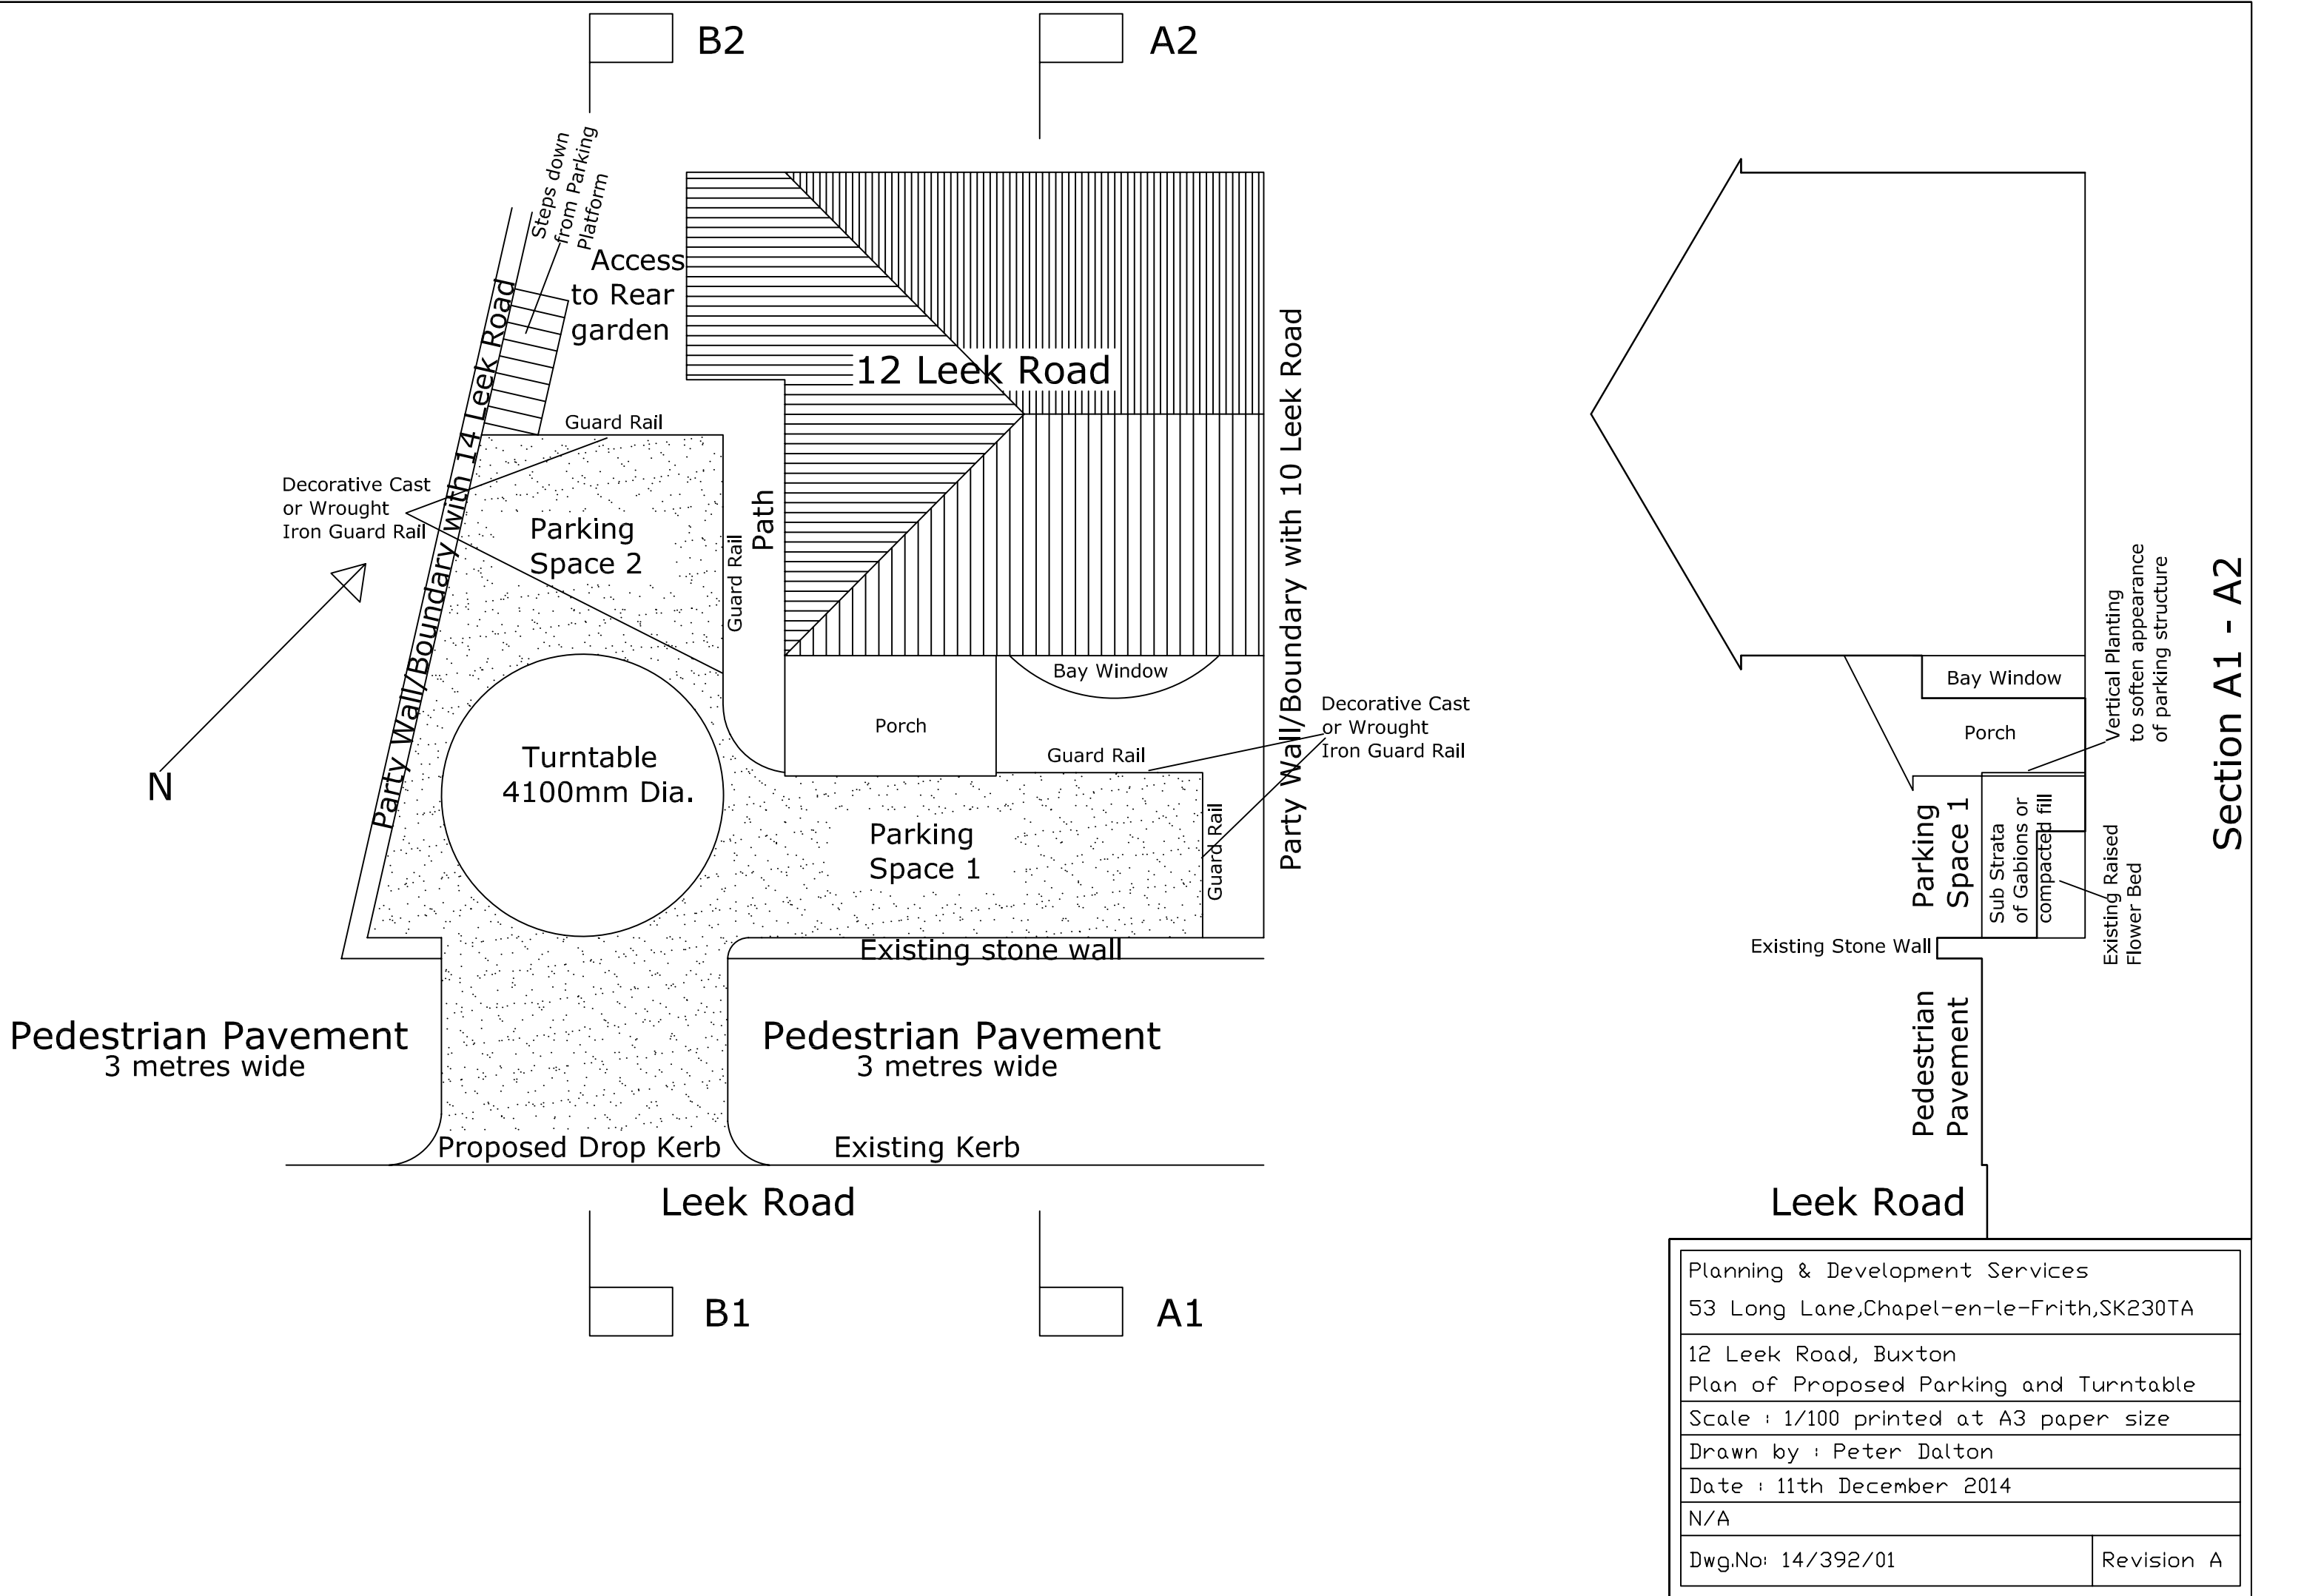 B2
A2
Steps down
from Parking
Platform
Access
to Rear
garden
12 Leek Road
Party Wall/Boundary with 14 Leek Road
Party Wall/Boundary with 10 Leek Road
Guard Rail
Decorative Cast
or Wrought
Iron Guard Rail
Parking
Space 2
Guard Rail
Path
N
Turntable
4100mm Dia.
Porch
Bay Window
Guard Rail
Decorative Cast
or Wrought
Iron Guard Rail
Parking
Space 1
Guard Rail
Existing stone wall
Pedestrian Pavement
3 metres wide
Pedestrian Pavement
3 metres wide
Proposed Drop Kerb
Existing Kerb
Leek Road
B1
A1
Bay Window
Porch
Vertical Planting
to soften appearance
of parking structure
Section A1 - A2
Parking
Space 1
Sub Strata
of Gabions or
compacted fill
Existing Raised
Flower Bed
Existing Stone Wall
Pedestrian
Pavement
Leek Road
Planning & Development Services
53 Long Lane,Chapel-en-le-Frith,SK230TA
12 Leek Road, Buxton
Plan of Proposed Parking and Turntable
Scale : 1/100 printed at A3 paper size
Drawn by : Peter Dalton
Date : 11th December 2014
N/A
Dwg.No: 14/392/01
Revision A